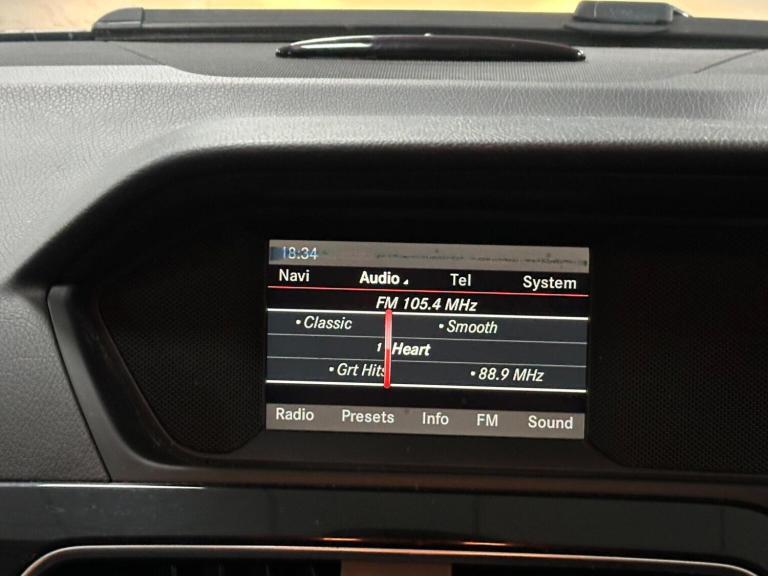 18:34
Navi Audio Tel System
FM 105.4 MHz
• Classic • Smooth
1 Heart
• Grt Hits • 88.9 MHz
Radio Presets Info FM Sound